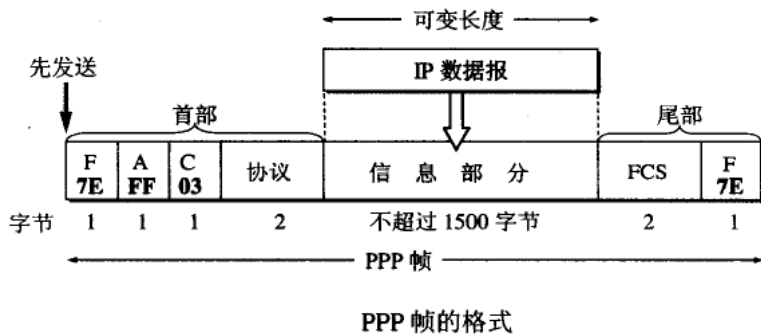 可变长度
先发送
IP 数据报
首部
尾部
F A C 协议 信息部分 FCS F
7E FF 03 7E
字节 1 1 1 2 不超过 1500 字节 2 1
PPP 帧
PPP 帧的格式